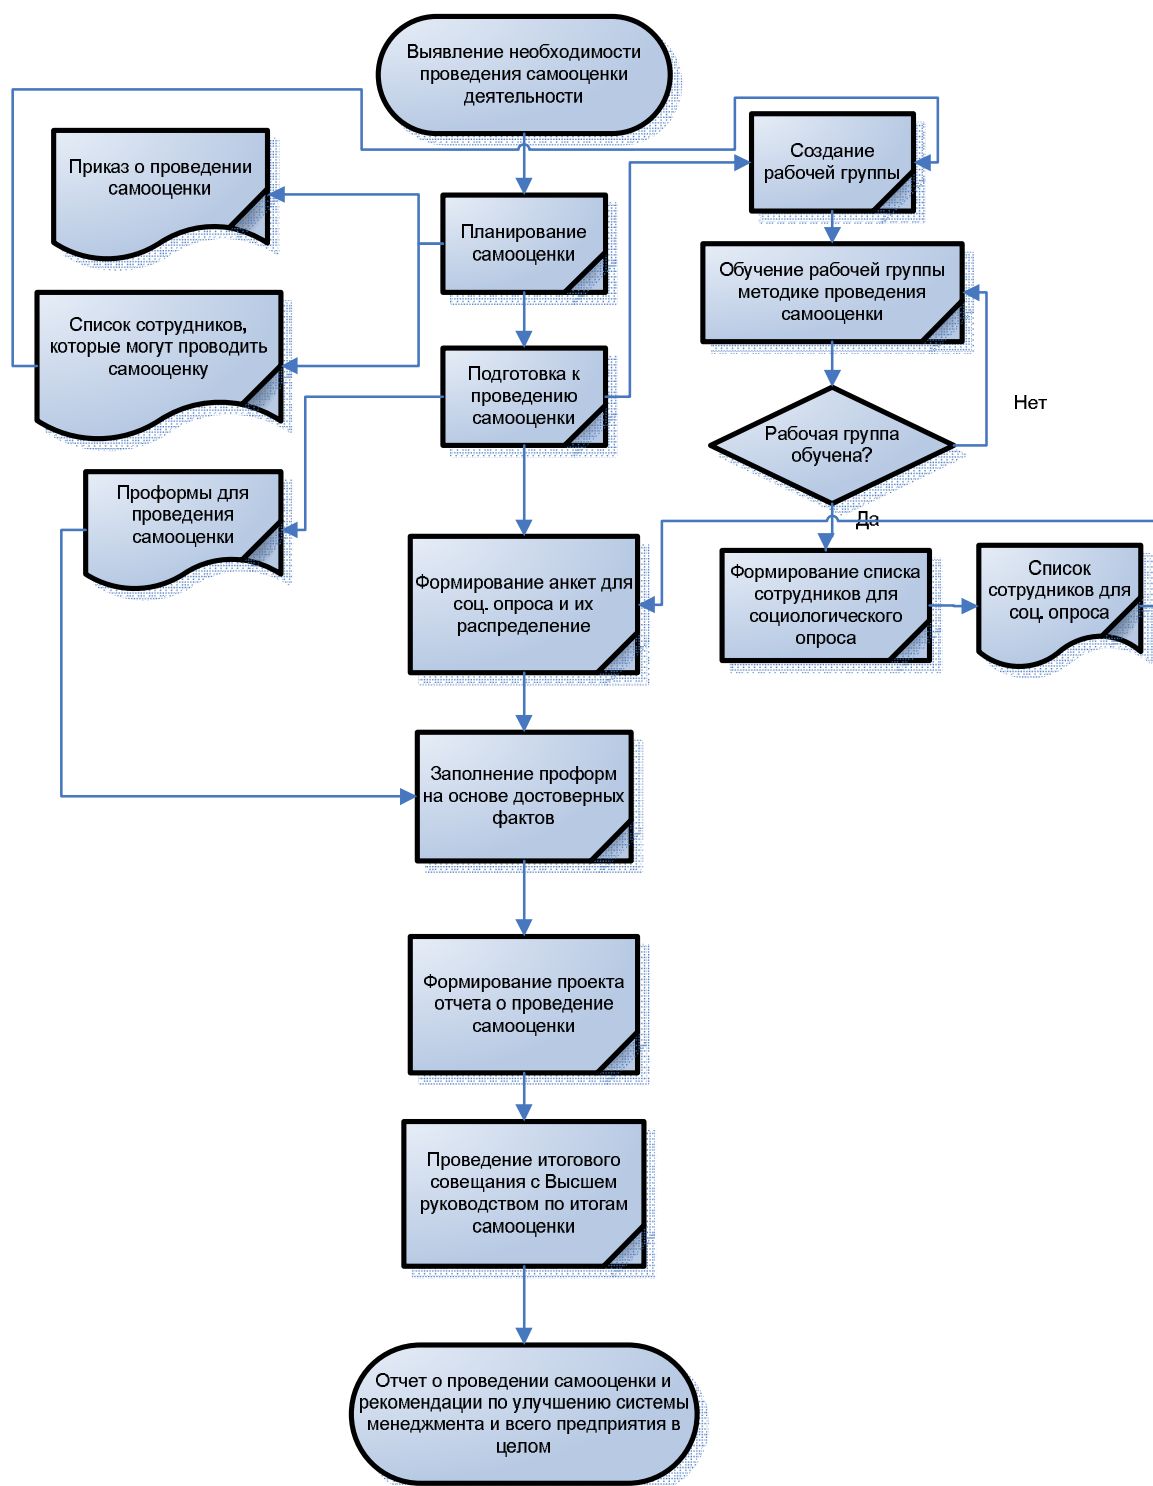 Выявление необходимости
проведения самооценки
деятельности
Создание
рабочей группы
Приказ о проведении
самооценки
Планирование
самооценки
Обучение рабочей группы
методике проведения
самооценки
Список сотрудников,
которые могут проводить
самооценку
Подготовка к
проведению
самооценки
Нет
Рабочая группа
обучена?
Проформы для
проведения
самооценки
Да
Формирование анкет для
соц. опроса и их
распределение
Формирование списка
сотрудников для
социологического
опроса
Список
сотрудников для
соц. опроса
Заполнение проформ
на основе достоверных
фактов
Формирование проекта
отчета о проведение
самооценки
Проведение итогового
совещания с Высшем
руководством по итогам
самооценки
Отчет о проведении самооценки и
рекомендации по улучшению системы
менеджмента и всего предприятия в
целом